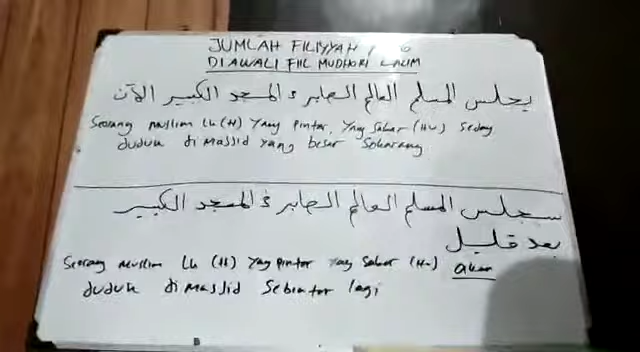 JUMLAH FILIYYAH
DIAWALI FIIL MUDHORI LAZIM
يجلس المسلم العالم الصابر في المسجد الكبير الآن
Seorang muslim Lk (H) yang pintar, yang sabar (Hu) sedang
duduk di Masjid yang besar sekarang
سيجلس المسلم العالم الصابر في المسجد الكبير
بعد قليل
Seorang Muslim Lk (H) yang pintar yang sabar (Hu) akan
duduk di masjid sebentar lagi